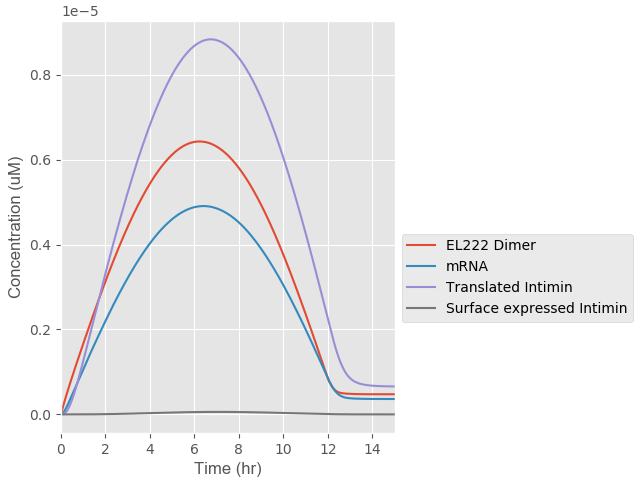 1e−5
0.8
0.6
0.4
0.2
0.0
Concentration (uM)
0 2 4 6 8 10 12 14
Time (hr)
EL222 Dimer
mRNA
Translated Intimin
Surface expressed Intimin